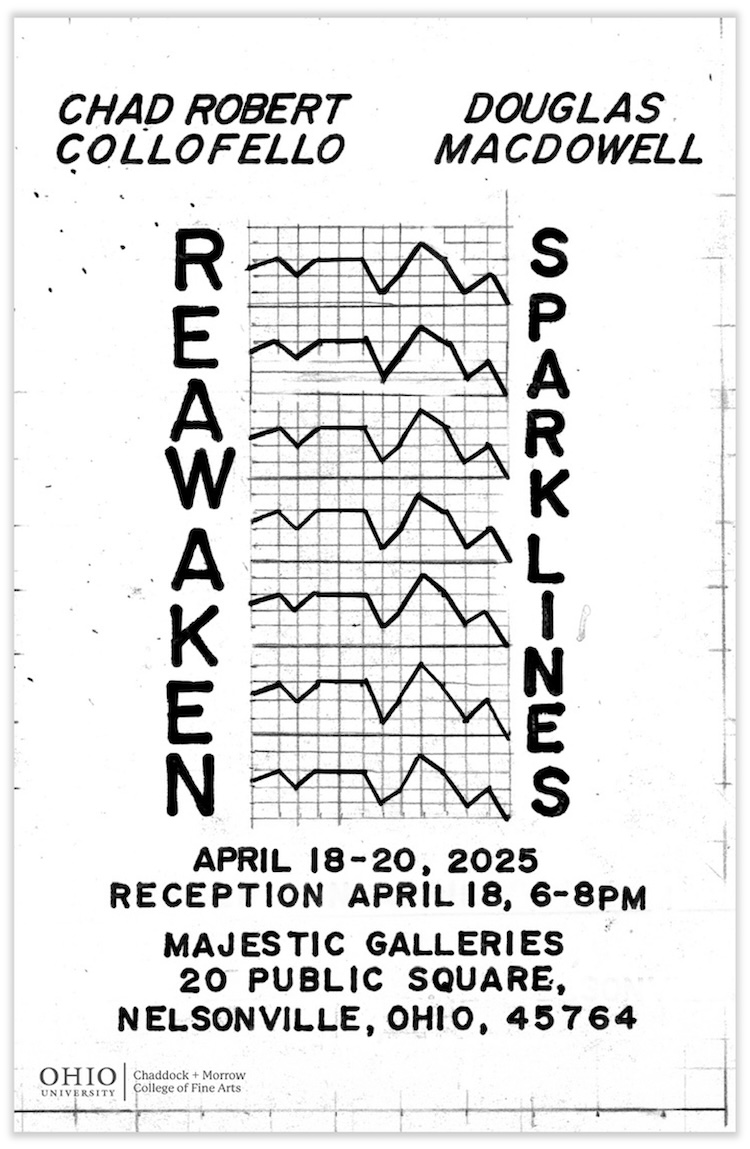 CHAD ROBERT
COLLOFELLO
DOUGLAS
MACDOWELL
REAWAKEN
SPARKLINES
APRIL 18-20, 2025
RECEPTION APRIL 18, 6-8PM
MAJESTIC GALLERIES
20 PUBLIC SQUARE,
NELSONVILLE, OHIO, 45764
OHIO
UNIVERSITY
Chaddock + Morrow
College of Fine Arts